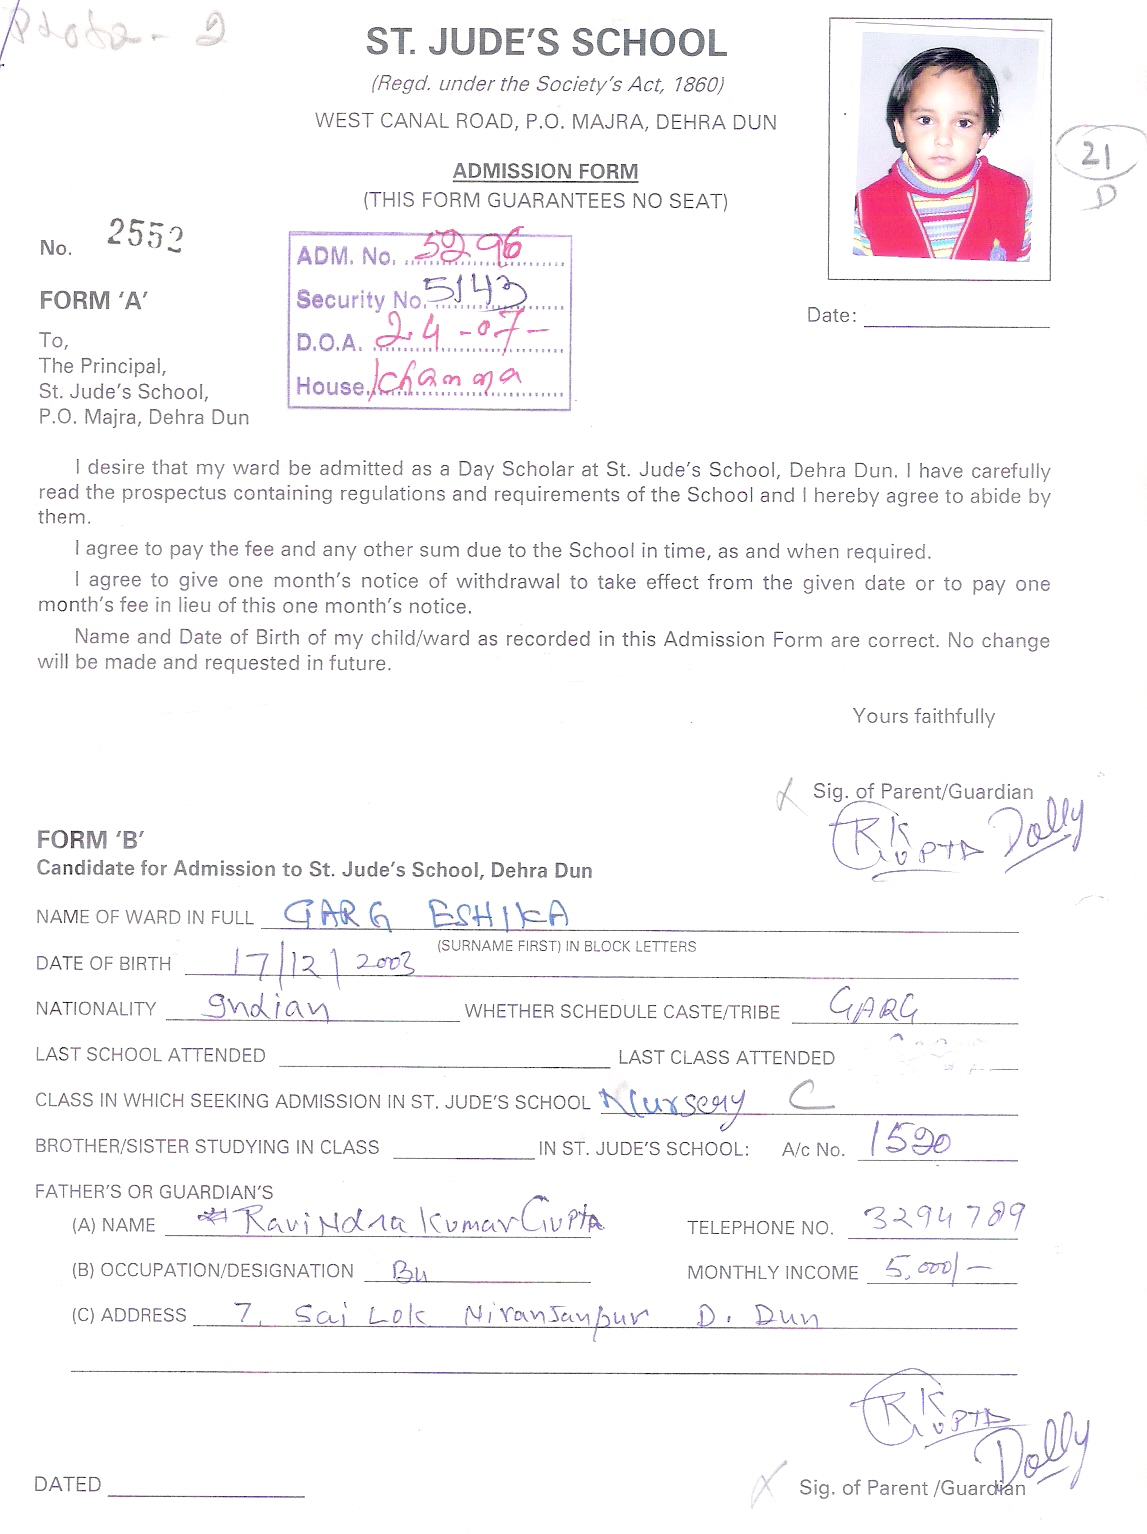 Photo - 2
ST. JUDE'S SCHOOL
(Regd. under the Society's Act, 1860)
WEST CANAL ROAD, P.O. MAJRA, DEHRA DUN
ADMISSION FORM
(THIS FORM GUARANTEES NO SEAT)
21
D
No. 2552
ADM. No. 5296
Security No. 5143
D.O.A. 2-4-07-
House Khanna
FORM 'A'
Date:
To,
The Principal,
St. Jude's School,
P.O. Majra, Dehra Dun
I desire that my ward be admitted as a Day Scholar at St. Jude's School, Dehra Dun. I have carefully
read the prospectus containing regulations and requirements of the School and I hereby agree to abide by
them.
I agree to pay the fee and any other sum due to the School in time, as and when required.
I agree to give one month's notice of withdrawal to take effect from the given date or to pay one
month's fee in lieu of this one month's notice.
Name and Date of Birth of my child/ward as recorded in this Admission Form are correct. No change
will be made and requested in future.
Yours faithfully
Sig. of Parent/Guardian
RK GUPTA Dolly
FORM 'B'
Candidate for Admission to St. Jude's School, Dehra Dun
NAME OF WARD IN FULL GARG ESHIKA
(SURNAME FIRST) IN BLOCK LETTERS
DATE OF BIRTH 17/12/2003
NATIONALITY Indian WHETHER SCHEDULE CASTE/TRIBE GARG
LAST SCHOOL ATTENDED LAST CLASS ATTENDED
CLASS IN WHICH SEEKING ADMISSION IN ST. JUDE'S SCHOOL Nursery C
BROTHER/SISTER STUDYING IN CLASS IN ST. JUDE'S SCHOOL: A/c No. 1590
FATHER'S OR GUARDIAN'S
(A) NAME Ravindra Kumar Gupta TELEPHONE NO. 3294789
(B) OCCUPATION/DESIGNATION Bu MONTHLY INCOME 5,000/-
(C) ADDRESS 7, Sai Lok Niranjanpur D. Dun
RK GUPTA
Dolly
DATED Sig. of Parent /Guardian